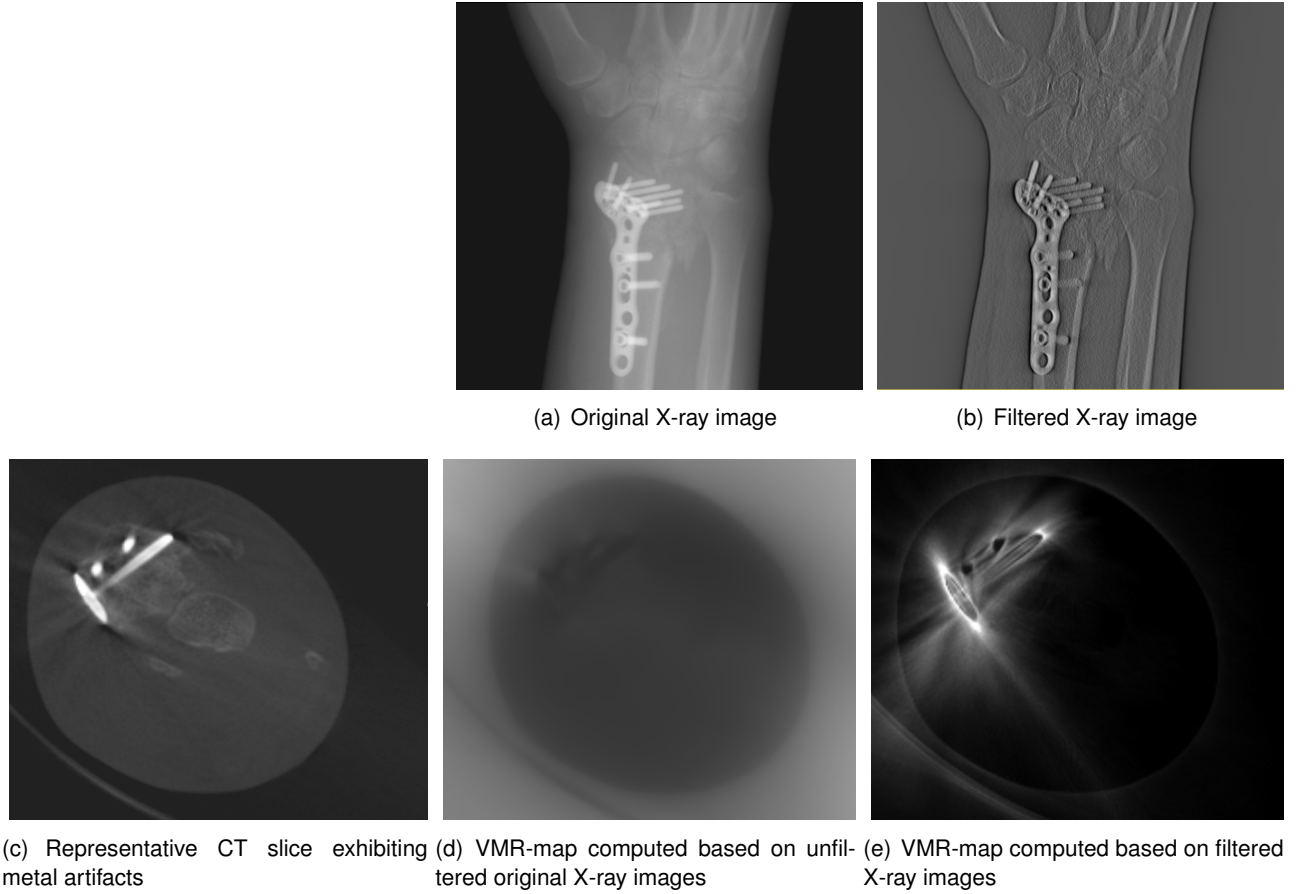 (a) Original X-ray image
(b) Filtered X-ray image
(c) Representative CT slice exhibiting
metal artifacts
(d) VMR-map computed based on unfil-
tered original X-ray images
(e) VMR-map computed based on filtered
X-ray images